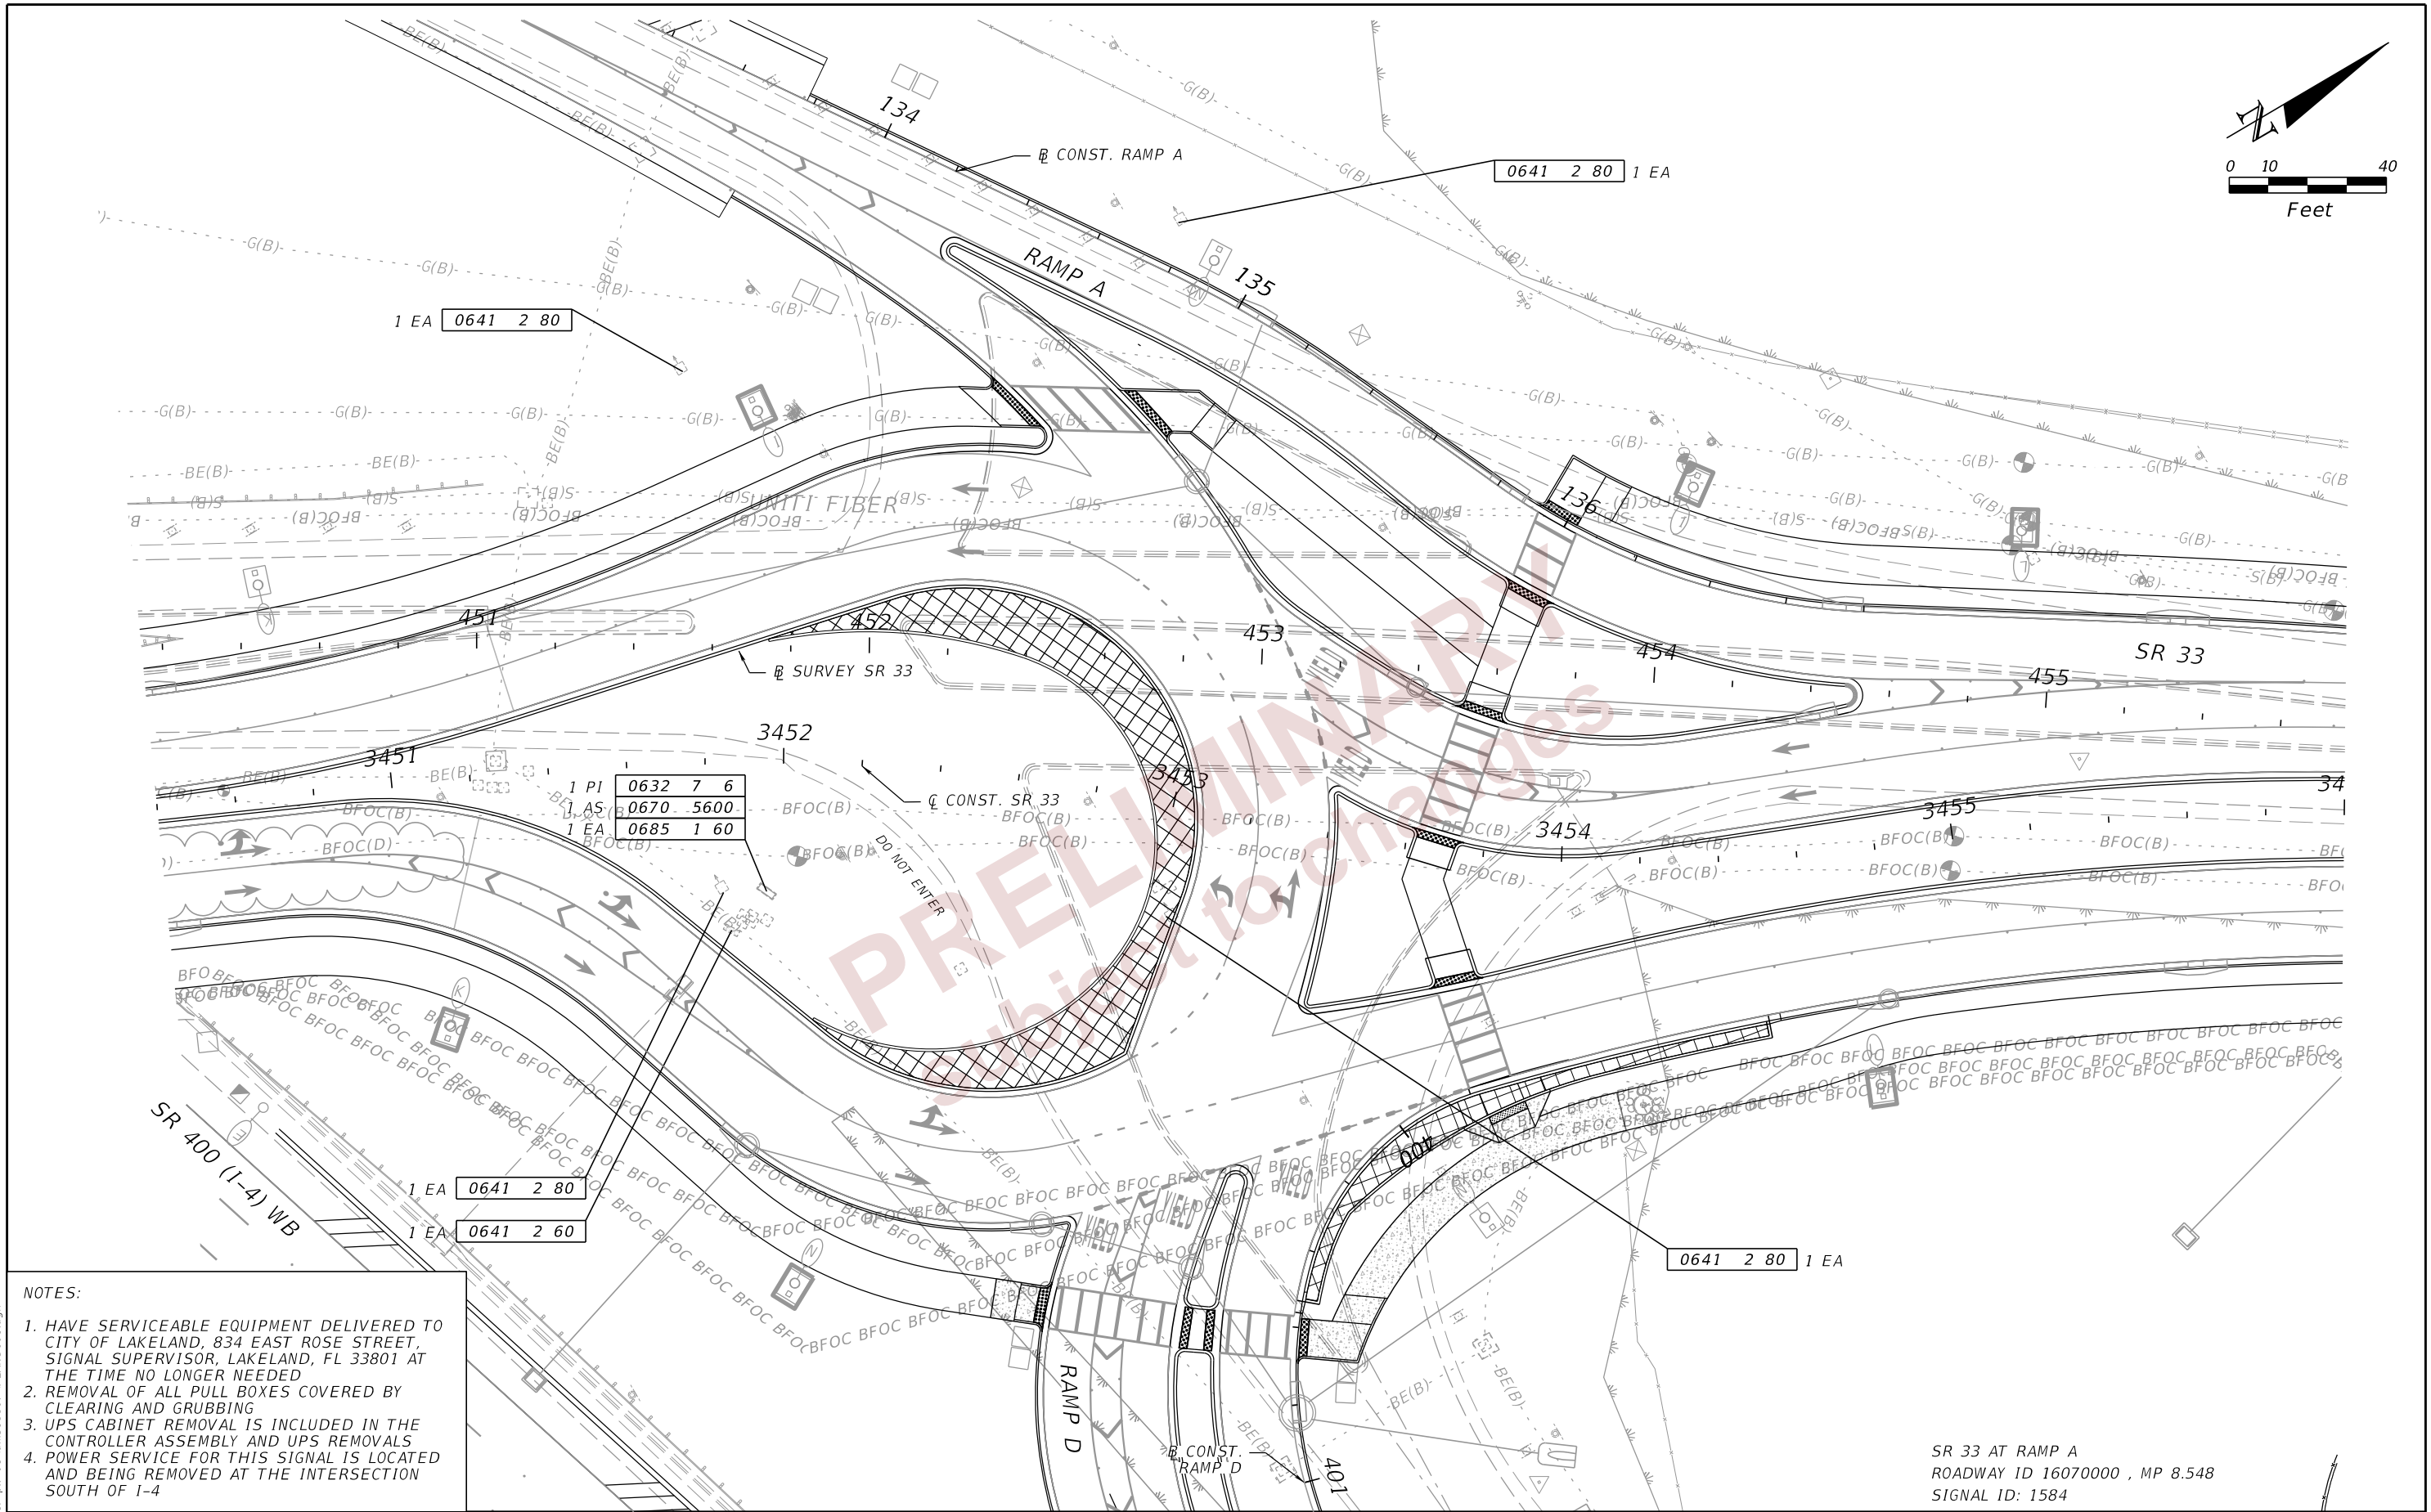 134
B CONST. RAMP A
0641 2 80 1 EA
0 10 40
Feet
N
RAMP A
135
1 EA 0641 2 80
136
UNITI FIBER
451
452
453
454
455
SR 33
B SURVEY SR 33
3451
3452
3453
3454
3455
34
1 PI 0632 7 6
1 AS 0670 5600
1 EA 0685 1 60
C CONST. SR 33
DO NOT ENTER
PRELIMINARY
subject to changes
BE(B)
G(B)
S(B)
BFOC(B)
BFOC(D)
BFOC
SR 400 (I-4) WB
1 EA 0641 2 80
1 EA 0641 2 60
400
0641 2 80 1 EA
RAMP D
B CONST.
RAMP D
401
NOTES:
1. HAVE SERVICEABLE EQUIPMENT DELIVERED TO
CITY OF LAKELAND, 834 EAST ROSE STREET,
SIGNAL SUPERVISOR, LAKELAND, FL 33801 AT
THE TIME NO LONGER NEEDED
2. REMOVAL OF ALL PULL BOXES COVERED BY
CLEARING AND GRUBBING
3. UPS CABINET REMOVAL IS INCLUDED IN THE
CONTROLLER ASSEMBLY AND UPS REMOVALS
4. POWER SERVICE FOR THIS SIGNAL IS LOCATED
AND BEING REMOVED AT THE INTERSECTION
SOUTH OF I-4
SR 33 AT RAMP A
ROADWAY ID 16070000 , MP 8.548
SIGNAL ID: 1584